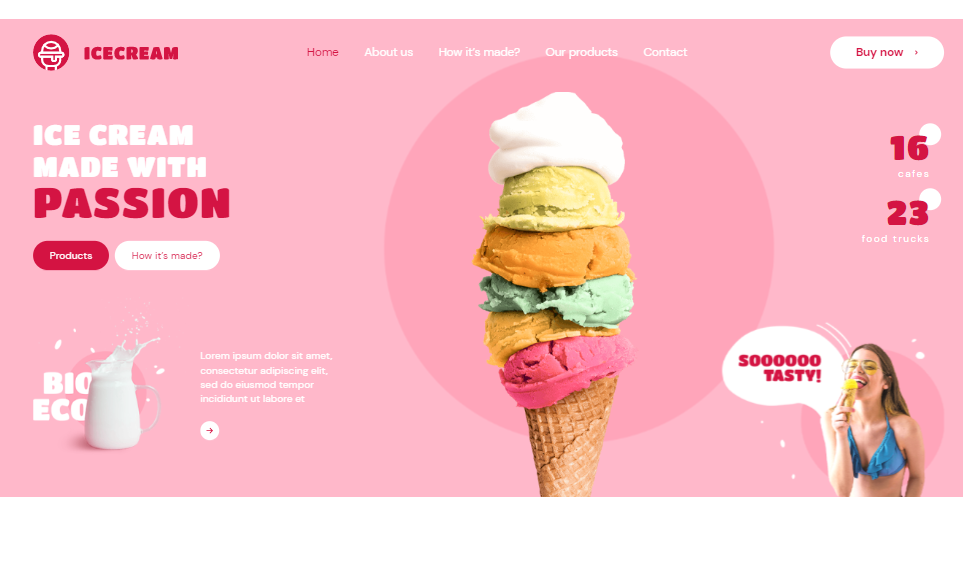 ICECREAM
Home About us How it's made? Our products Contact
Buy now
ICE CREAM
MADE WITH
PASSION
Products How it's made?
16
cafes
23
food trucks
BIO
ECO
Lorem ipsum dolor sit amet,
consectetur adipiscing elit,
sed do eiusmod tempor
incididunt ut labore et
SOOOOOO
TASTY!